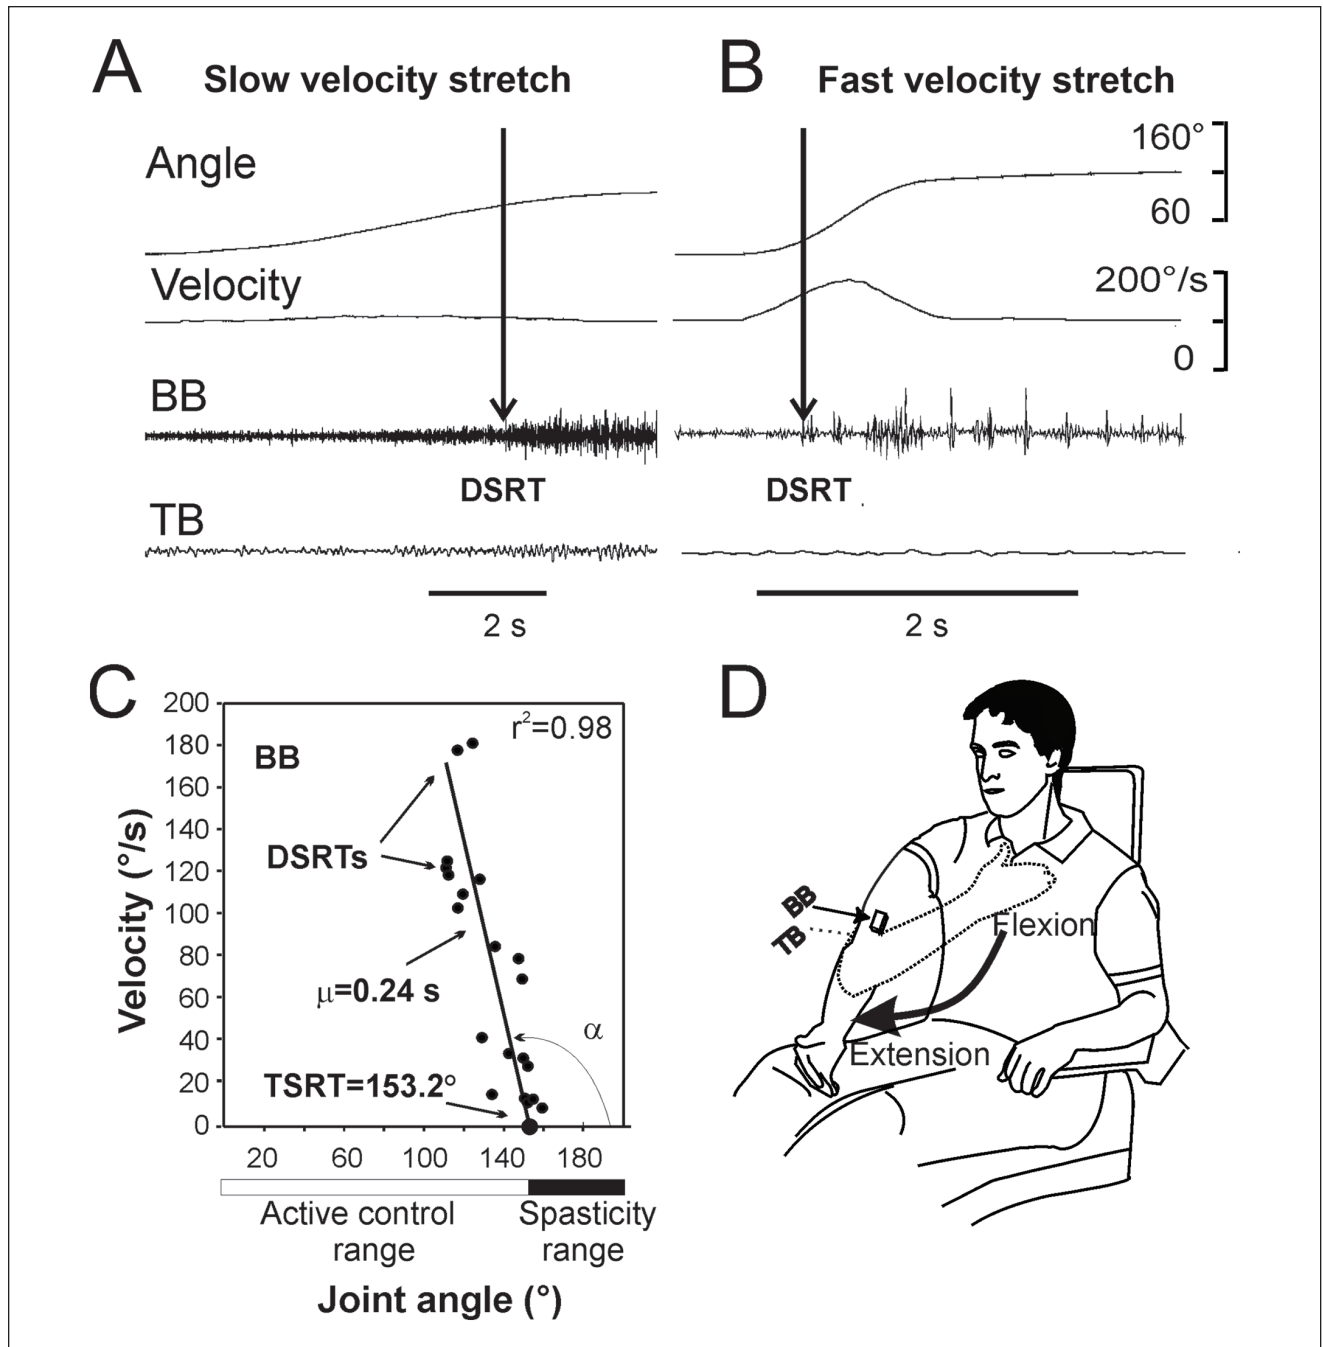 A
Slow velocity stretch
B
Fast velocity stretch
Angle
160°
60
Velocity
200°/s
0
BB
DSRT
DSRT
TB
2 s
2 s
C
200
180
160
140
120
100
80
60
40
20
0
Velocity (°/s)
r²=0.98
BB
DSRTs
μ=0.24 s
α
TSRT=153.2°
20
60
100
140
180
Active control
range
Spasticity
range
Joint angle (°)
D
BB
TB
Flexion
Extension